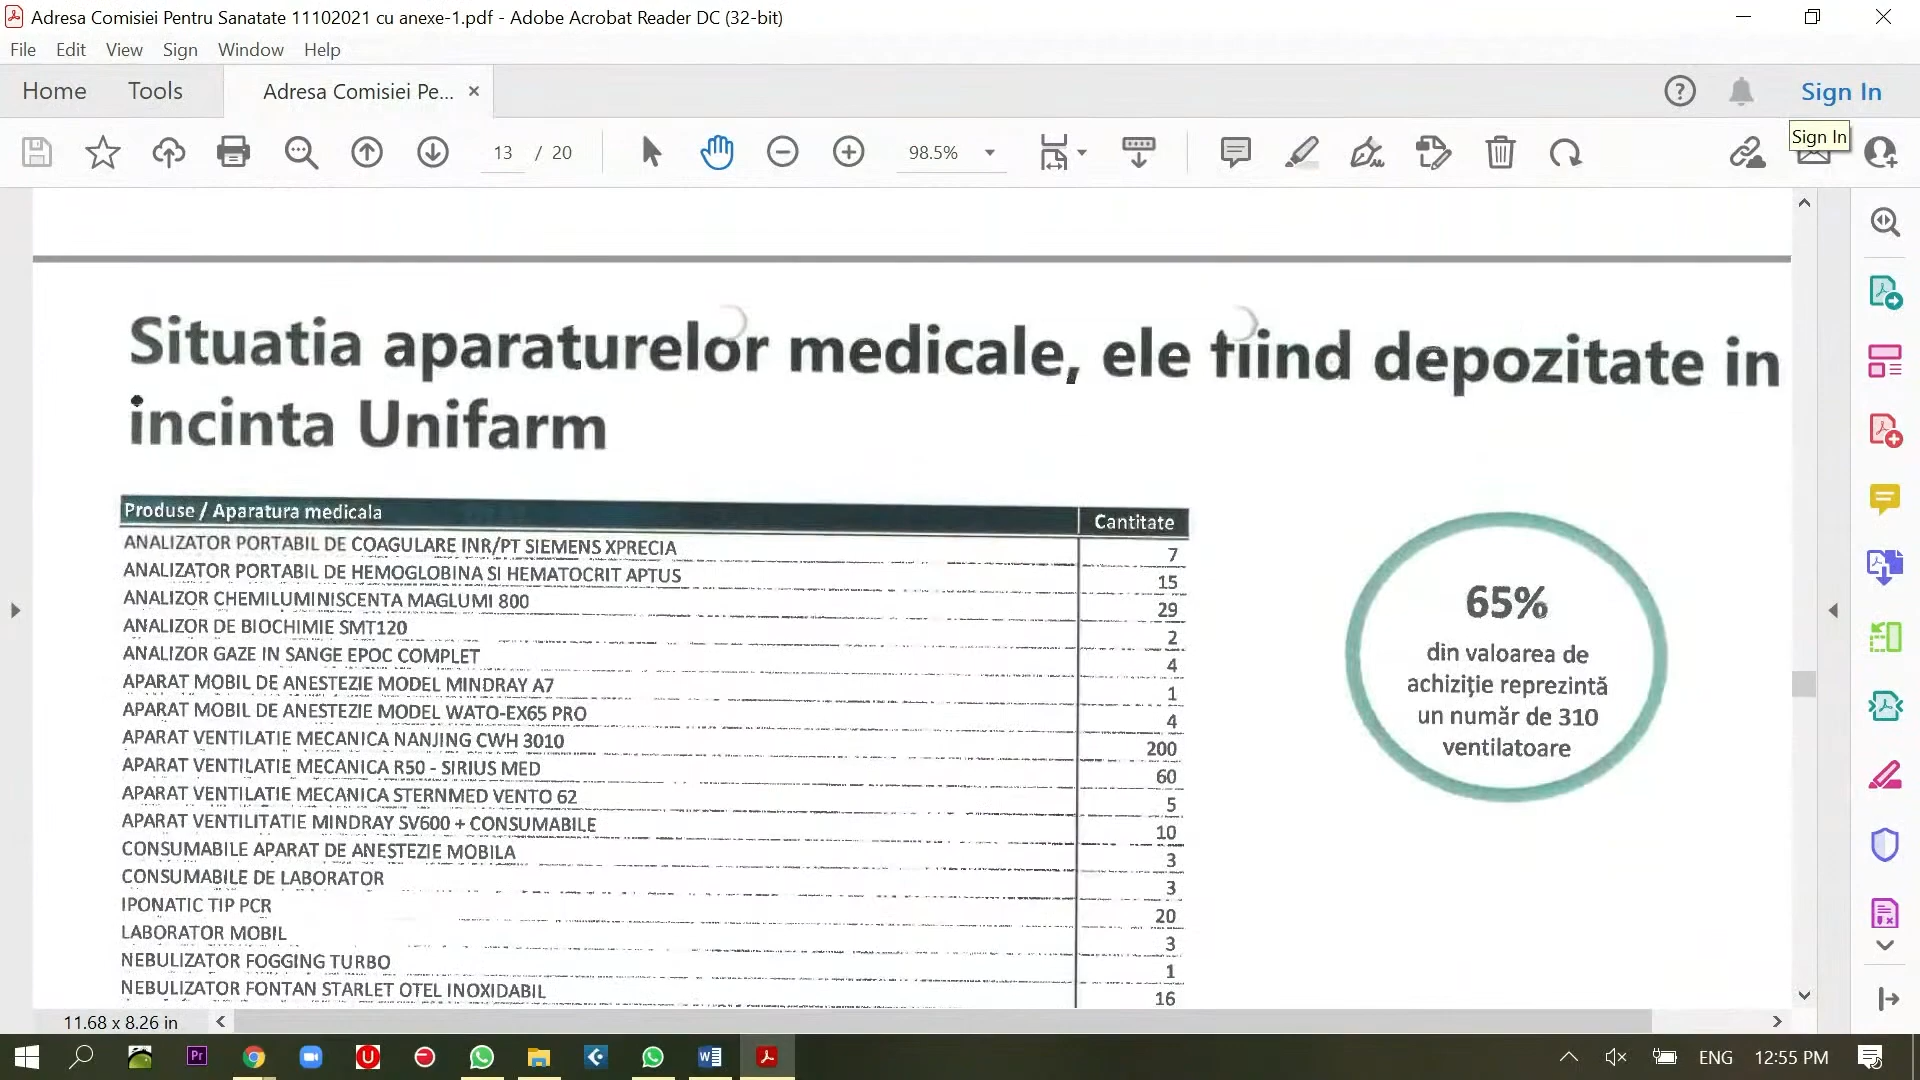 Adresa Comisiei Pentru Sanatate 11102021 cu anexe-1.pdf - Adobe Acrobat Reader DC (32-bit)
File Edit View Sign Window Help
Home Tools Adresa Comisiei Pe... Sign In
13 / 20 98.5% Sign In
Situatia aparaturelor medicale, ele fiind depozitate in
incinta Unifarm
Produse / Aparatura medicala Cantitate
ANALIZATOR PORTABIL DE COAGULARE INR/PT SIEMENS XPRECIA 7
ANALIZATOR PORTABIL DE HEMOGLOBINA SI HEMATOCRIT APTUS 15
ANALIZOR CHEMILUMINISCENTA MAGLUMI 800 29
ANALIZOR DE BIOCHIMIE SMT120 2
ANALIZOR GAZE IN SANGE EPOC COMPLET 4
APARAT MOBIL DE ANESTEZIE MODEL MINDRAY A7 1
APARAT MOBIL DE ANESTEZIE MODEL WATO-EX65 PRO 4
APARAT VENTILATIE MECANICA NANJING CWH 3010 200
APARAT VENTILATIE MECANICA R50 - SIRIUS MED 60
APARAT VENTILATIE MECANICA STERNMED VENTO 62 5
APARAT VENTILITATIE MINDRAY SV600 + CONSUMABILE 10
CONSUMABILE APARAT DE ANESTEZIE MOBILA 3
CONSUMABILE DE LABORATOR 3
IPONATIC TIP PCR 20
LABORATOR MOBIL 3
NEBULIZATOR FOGGING TURBO 1
NEBULIZATOR FONTAN STARLET OTEL INOXIDABIL 16
65%
din valoarea de
achiziție reprezintă
un număr de 310
ventilatoare
11.68 x 8.26 in
Pr
ENG 12:55 PM